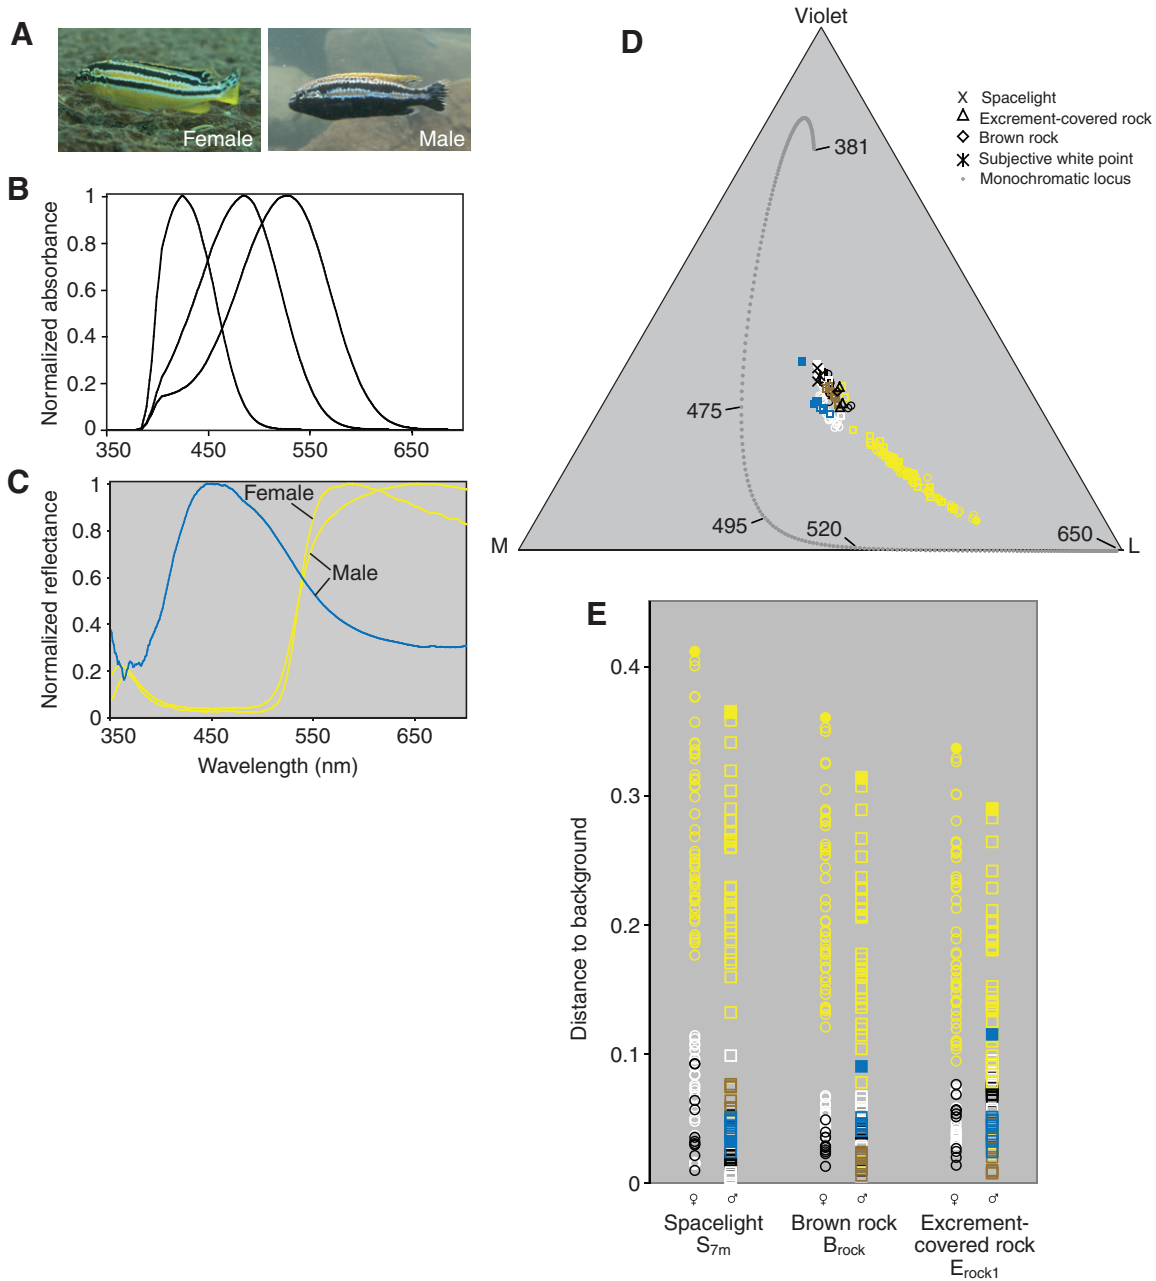 A
Female
Male
B
Normalized absorbance
1
0.8
0.6
0.4
0.2
0
350
450
550
650
C
Normalized reflectance
1
0.8
0.6
0.4
0.2
0
Female
Male
350
450
550
650
Wavelength (nm)
D
Violet
M
L
381
475
495
520
650
X Spacelight
Excrement-covered rock
Brown rock
Subjective white point
Monochromatic locus
E
Distance to background
0.4
0.3
0.2
0.1
0
♀ ♂ ♀ ♂ ♀ ♂
Spacelight
S7m
Brown rock
Brock
Excrement-
covered rock
Erock1